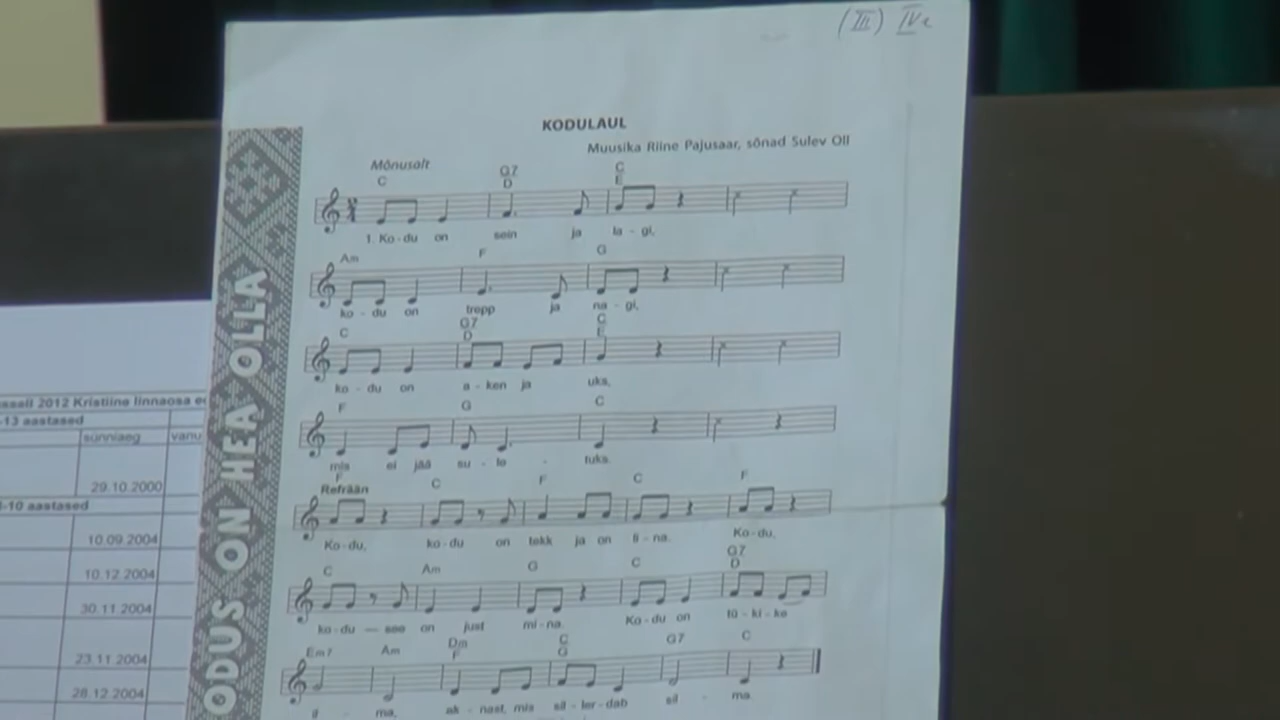 (III) IV
KODULAUL
Muusika Riine Pajusaar, sõnad Sulev Oll
Mõnusalt
C G7 C
D E
1. Ko - du on sein ja la - gi,
Am F G
ko - du on trepp ja na - gi,
C G7 C
D E
ko - du on a - ken ja uks,
F G C
mis ei jää su - le - tuks.
F
Refrään C F C F
Ko-du, ko-du on tekk ja on li-na. Ko-du,
C Am G C G7
D
ko-du — see on just mi-na. Ko-du on tü-ki-ke
Em7 Am Dm C G7 C
F G
il - ma, ak - nast, mis sil-ler-dab sil - ma.
ODUS ON HEA OLLA
2012 Kristiine linnaosa
-13 aastased
sünniaeg vanu
29.10.2000
-10 aastased
10.09.2004
10.12.2004
30.11.2004
23.11.2004
28.12.2004